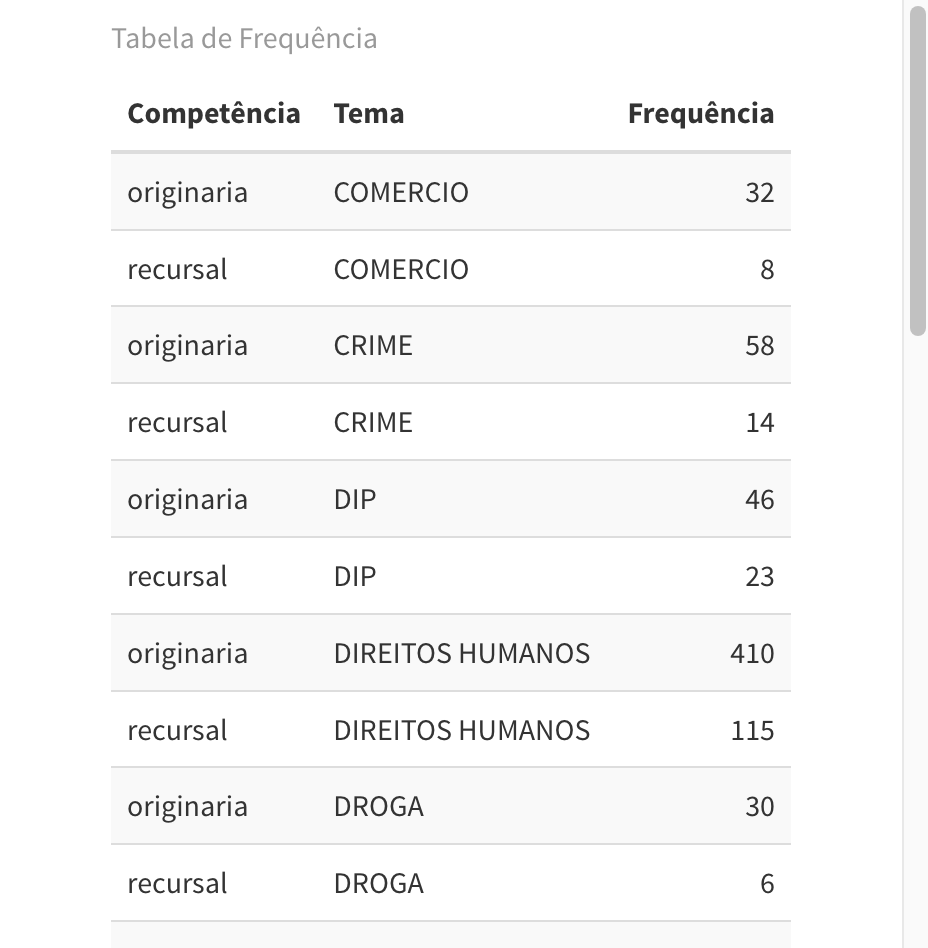 Tabela de Frequência
Competência Tema Frequência
originaria COMERCIO 32
recursal COMERCIO 8
originaria CRIME 58
recursal CRIME 14
originaria DIP 46
recursal DIP 23
originaria DIREITOS HUMANOS 410
recursal DIREITOS HUMANOS 115
originaria DROGA 30
recursal DROGA 6